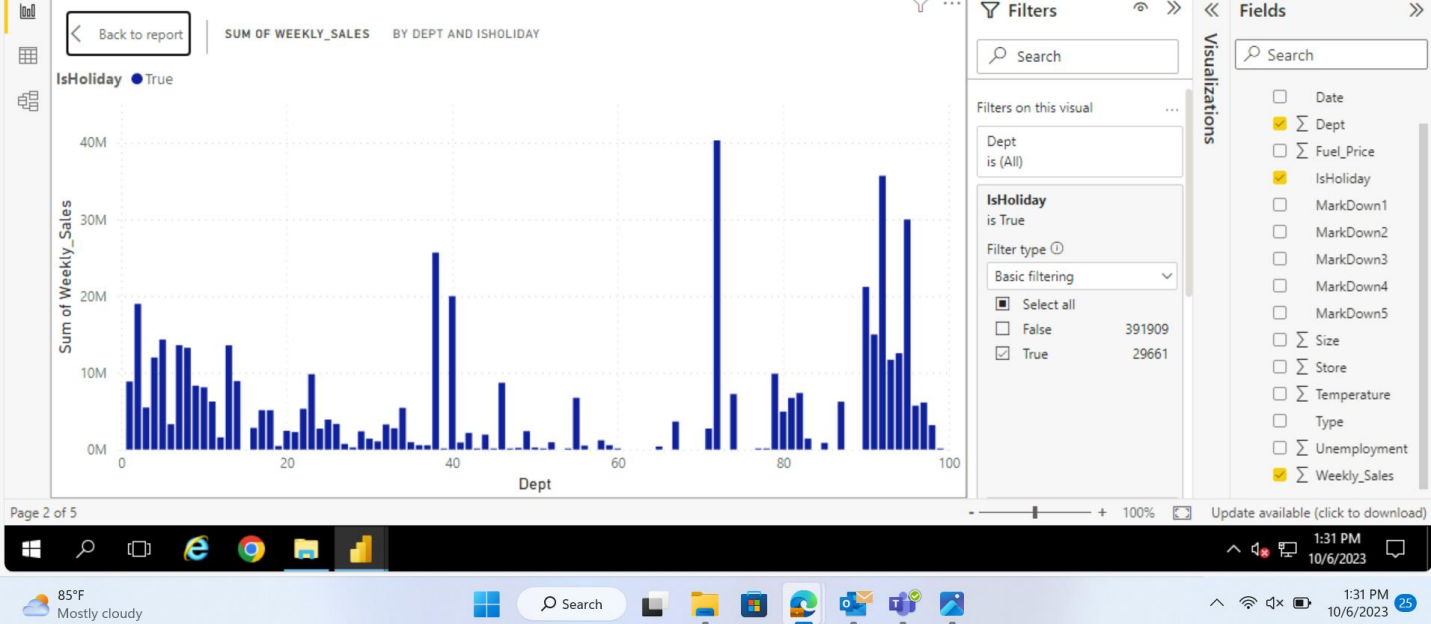 Back to report
SUM OF WEEKLY_SALES BY DEPT AND ISHOLIDAY
IsHoliday True
40M
30M
20M
10M
0M
Sum of Weekly_Sales
0 20 40 60 80 100
Dept
Filters
Search
Filters on this visual
Dept
is (All)
IsHoliday
is True
Filter type
Basic filtering
Select all
False 391909
True 29661
Visualizations
Fields
Search
Date
Dept
Fuel_Price
IsHoliday
MarkDown1
MarkDown2
MarkDown3
MarkDown4
MarkDown5
Size
Store
Temperature
Type
Unemployment
Weekly_Sales
Page 2 of 5
- + 100%
Update available (click to download)
1:31 PM
10/6/2023
85°F
Mostly cloudy
Search
1:31 PM
10/6/2023
25